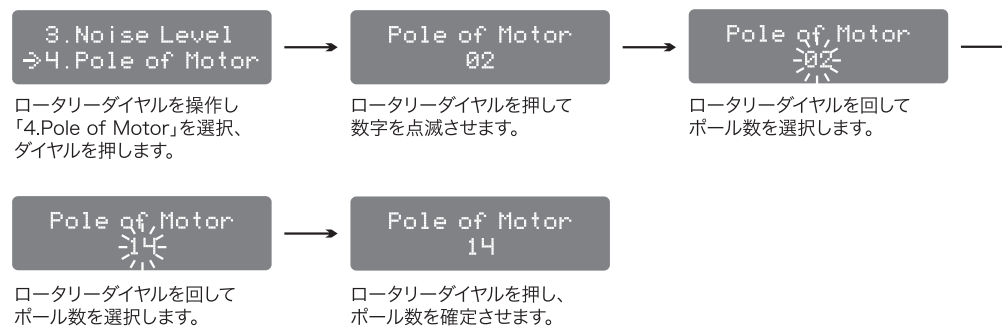 3.Noise Level
→4.Pole of Motor
ロータリーダイヤルを操作し
「4.Pole of Motor」を選択、
ダイヤルを押します。
Pole of Motor
02
ロータリーダイヤルを押して
数字を点滅させます。
Pole of Motor
02
ロータリーダイヤルを回して
ポール数を選択します。
Pole of Motor
14
ロータリーダイヤルを回して
ポール数を選択します。
Pole of Motor
14
ロータリーダイヤルを押し、
ポール数を確定させます。